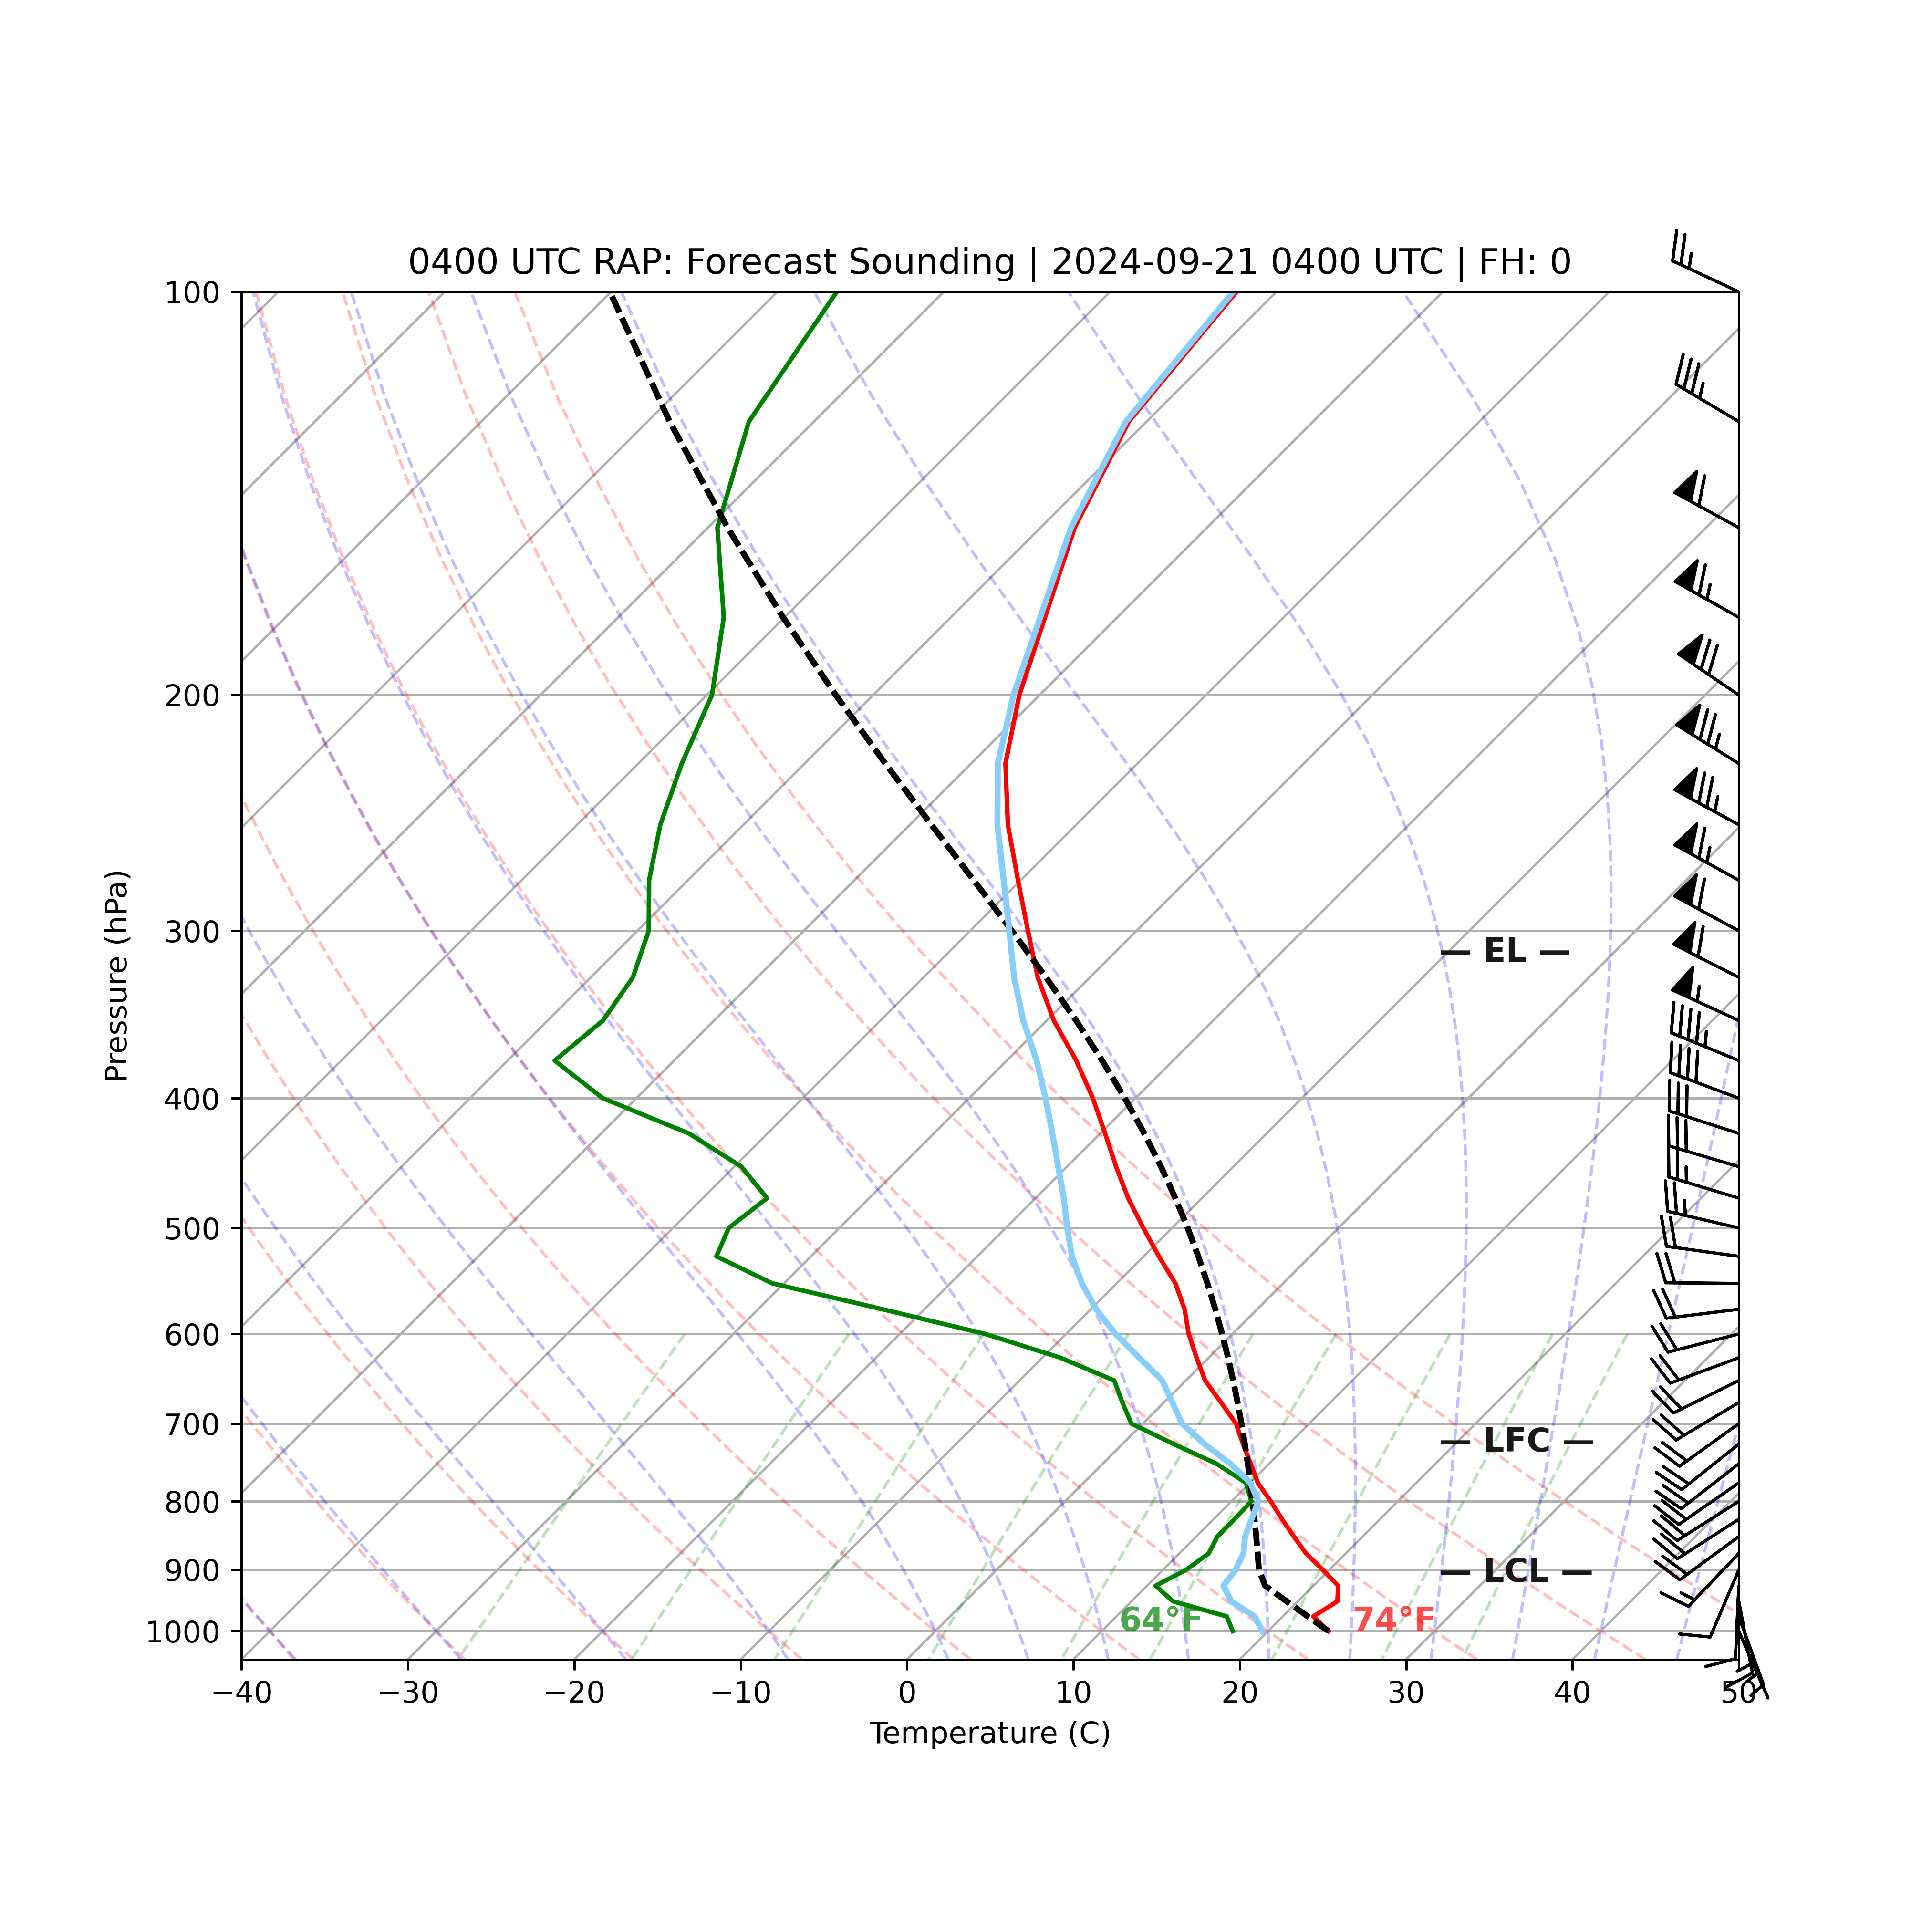 0400 UTC RAP: Forecast Sounding | 2024-09-21 0400 UTC | FH: 0
100
200
300
400
500
600
700
800
900
1000
Pressure (hPa)
— EL —
— LFC —
— LCL —
64°F
74°F
−40 −30 −20 −10 0 10 20 30 40 50
Temperature (C)